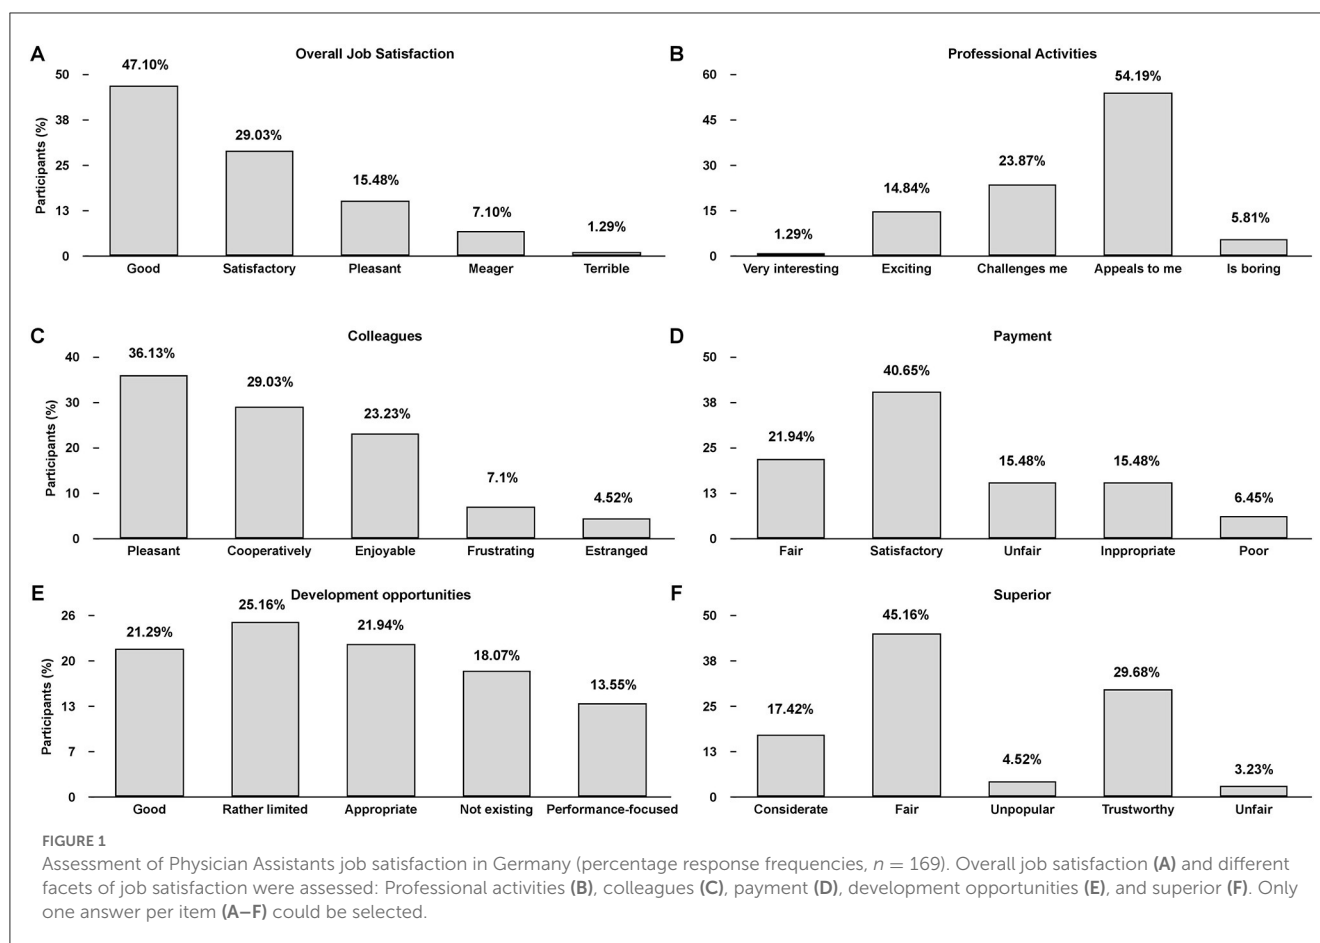 A
Overall Job Satisfaction
Participants (%)
50
38
25
13
0
47.10%
29.03%
15.48%
7.10%
1.29%
Good Satisfactory Pleasant Meager Terrible
B
Professional Activities
60
45
30
15
0
1.29%
14.84%
23.87%
54.19%
5.81%
Very interesting Exciting Challenges me Appeals to me Is boring
C
Colleagues
Participants (%)
40
30
20
10
0
36.13%
29.03%
23.23%
7.1%
4.52%
Pleasant Cooperatively Enjoyable Frustrating Estranged
D
Payment
50
38
25
13
0
21.94%
40.65%
15.48%
15.48%
6.45%
Fair Satisfactory Unfair Inppropriate Poor
E
Development opportunities
Participants (%)
26
20
13
7
0
21.29%
25.16%
21.94%
18.07%
13.55%
Good Rather limited Appropriate Not existing Performance-focused
F
Superior
50
38
25
13
0
17.42%
45.16%
4.52%
29.68%
3.23%
Considerate Fair Unpopular Trustworthy Unfair
FIGURE 1
Assessment of Physician Assistants job satisfaction in Germany (percentage response frequencies, n = 169). Overall job satisfaction (A) and different
facets of job satisfaction were assessed: Professional activities (B), colleagues (C), payment (D), development opportunities (E), and superior (F). Only
one answer per item (A–F) could be selected.